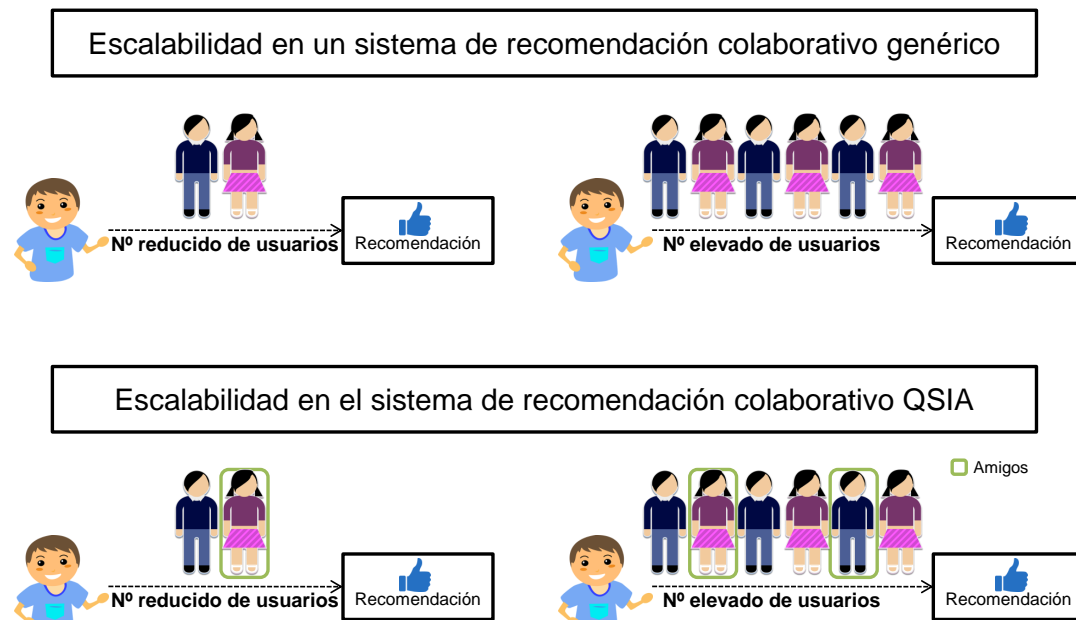 Escalabilidad en un sistema de recomendación colaborativo genérico
Nº reducido de usuarios
Recomendación
Nº elevado de usuarios
Recomendación
Escalabilidad en el sistema de recomendación colaborativo QSIA
Amigos
Nº reducido de usuarios
Recomendación
Nº elevado de usuarios
Recomendación